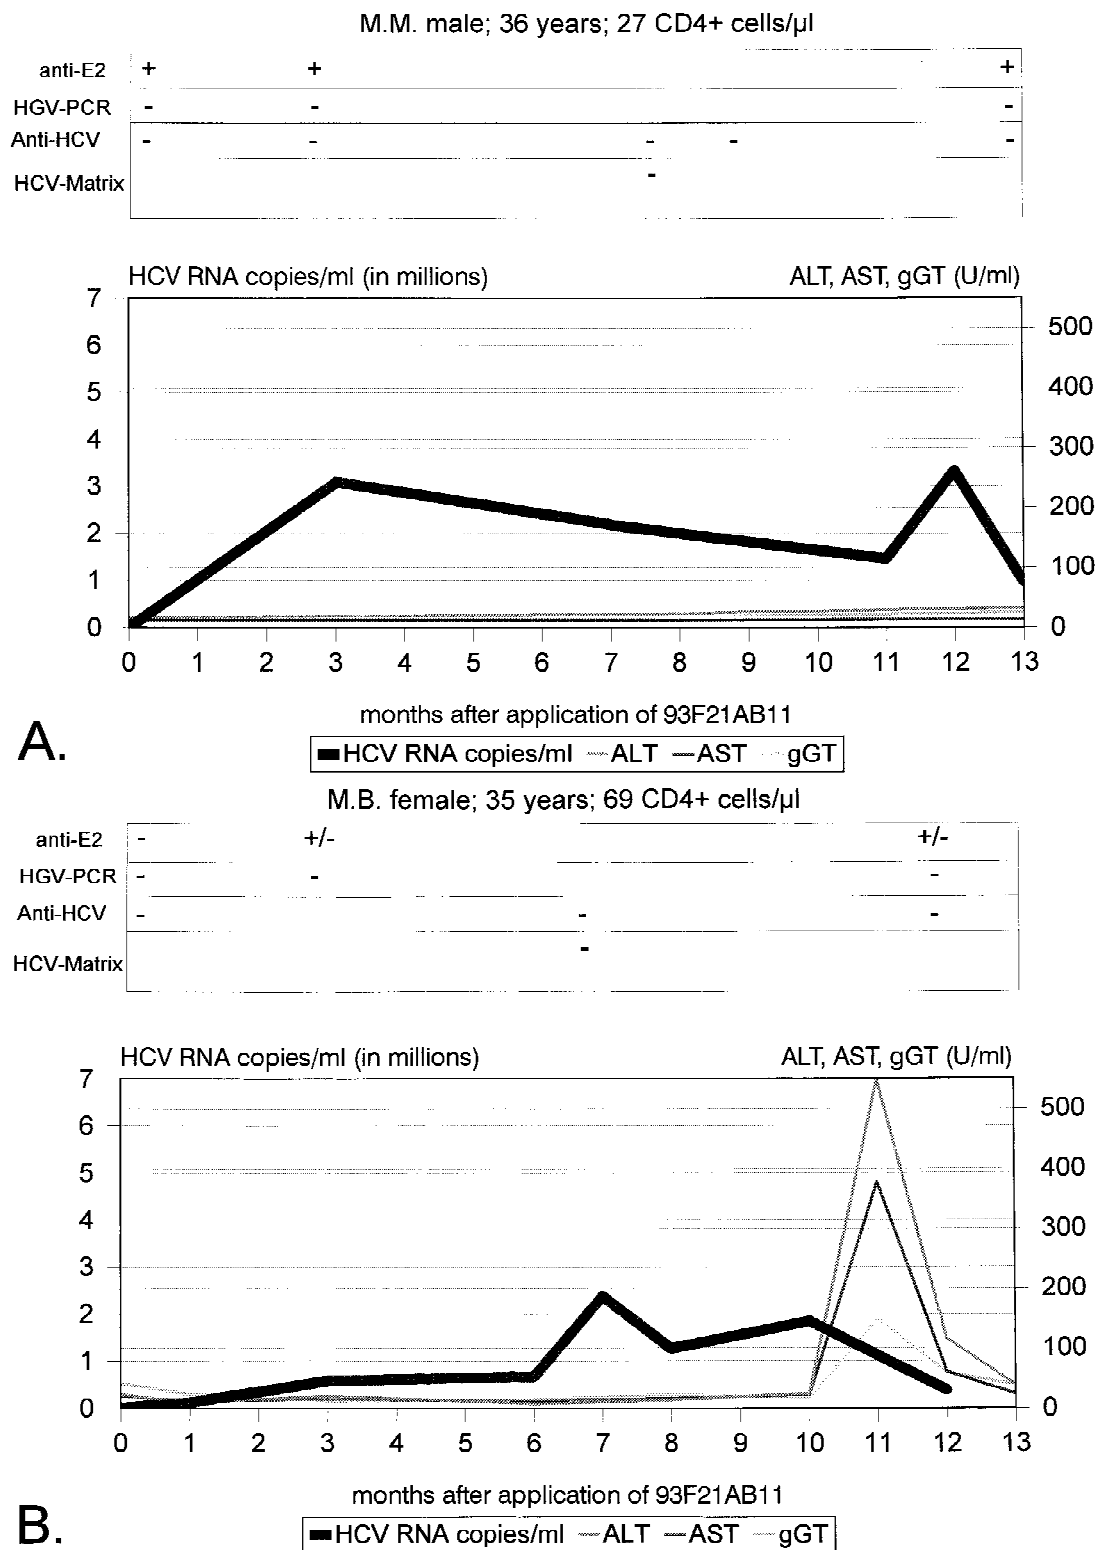 M.M. male; 36 years; 27 CD4+ cells/µl
anti-E2 + + +
HGV-PCR - - -
Anti-HCV - - - - -
HCV-Matrix -
HCV RNA copies/ml (in millions) ALT, AST, gGT (U/ml)
7
6 500
5 400
4 300
3 200
2
1 100
0 0
0 1 2 3 4 5 6 7 8 9 10 11 12 13
months after application of 93F21AB11
A.
HCV RNA copies/ml ALT AST gGT
M.B. female; 35 years; 69 CD4+ cells/µl
anti-E2 - +/- +/-
HGV-PCR - - -
Anti-HCV - - -
HCV-Matrix -
HCV RNA copies/ml (in millions) ALT, AST, gGT (U/ml)
7
6 500
5 400
4 300
3 200
2
1 100
0 0
0 1 2 3 4 5 6 7 8 9 10 11 12 13
months after application of 93F21AB11
B.
HCV RNA copies/ml ALT AST gGT